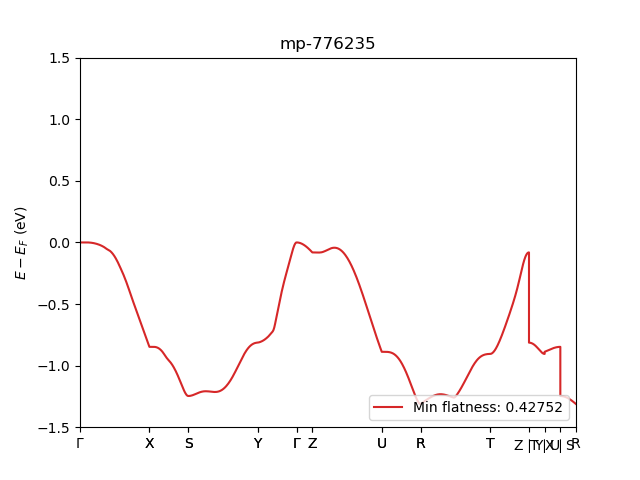 mp-776235
E − E_F (eV)
1.5
1.0
0.5
0.0
−0.5
−1.0
−1.5
Min flatness: 0.42752
Γ X S Y Γ Z U R T Z|T Y|X U|S R